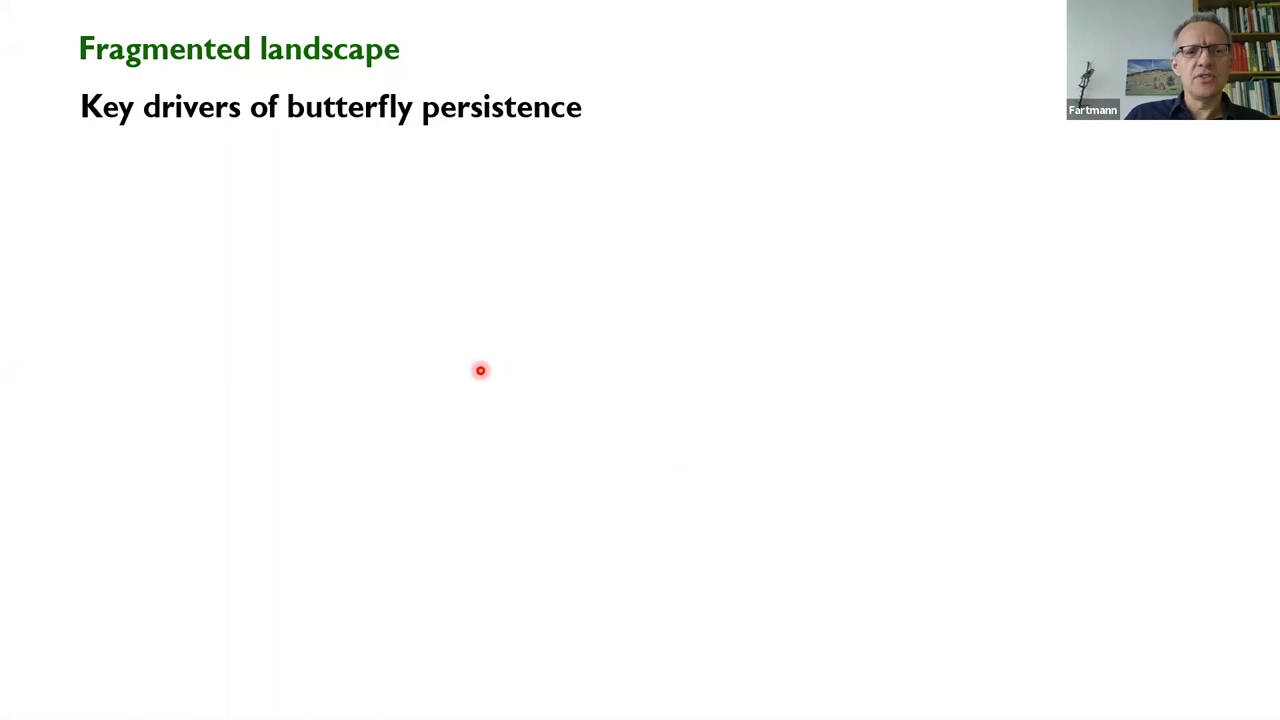 Fragmented landscape
Key drivers of butterfly persistence
Fartmann